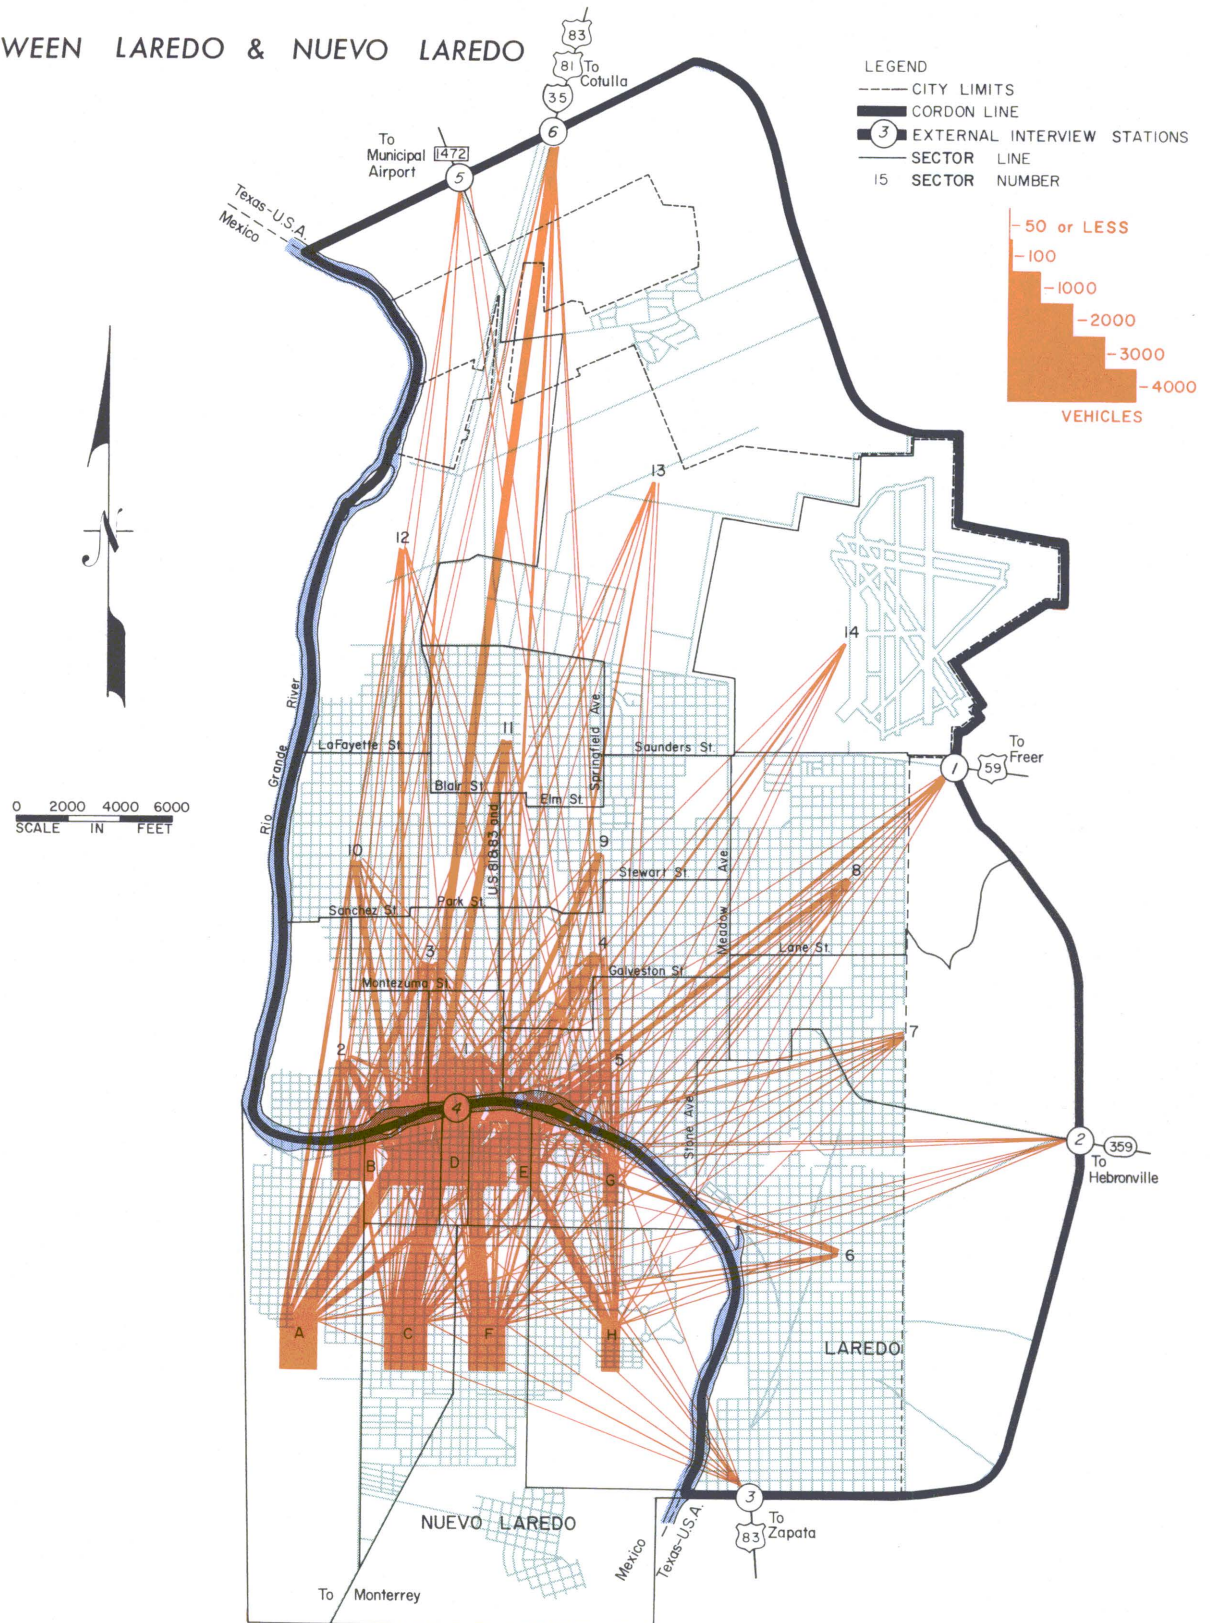 WEEN LAREDO & NUEVO LAREDO
83
81
To
Cotulla
35
6
To
Municipal
Airport
1472
5
Texas-U.S.A.
Mexico
LEGEND
CITY LIMITS
CORDON LINE
3 EXTERNAL INTERVIEW STATIONS
SECTOR LINE
15 SECTOR NUMBER
50 or LESS
100
1000
2000
3000
4000
VEHICLES
N
13
12
14
11
LaFayette St.
Springfield Ave.
Saunders St.
Blair St.
Elm St.
U.S. 81&83 and
To
Freer
1
59
0 2000 4000 6000
SCALE IN FEET
Rio Grande River
10
9
8
Stewart St.
Meadow Ave.
Sanchez St.
Park St.
3
4
Lane St.
Montezuma St.
Galveston St.
7
2
1
5
4
Stone Ave.
2
359
To
Hebronville
B
D
E
G
6
A
C
F
H
LAREDO
3
To
Zapata
83
NUEVO LAREDO
Mexico
Texas-U.S.A.
To Monterrey